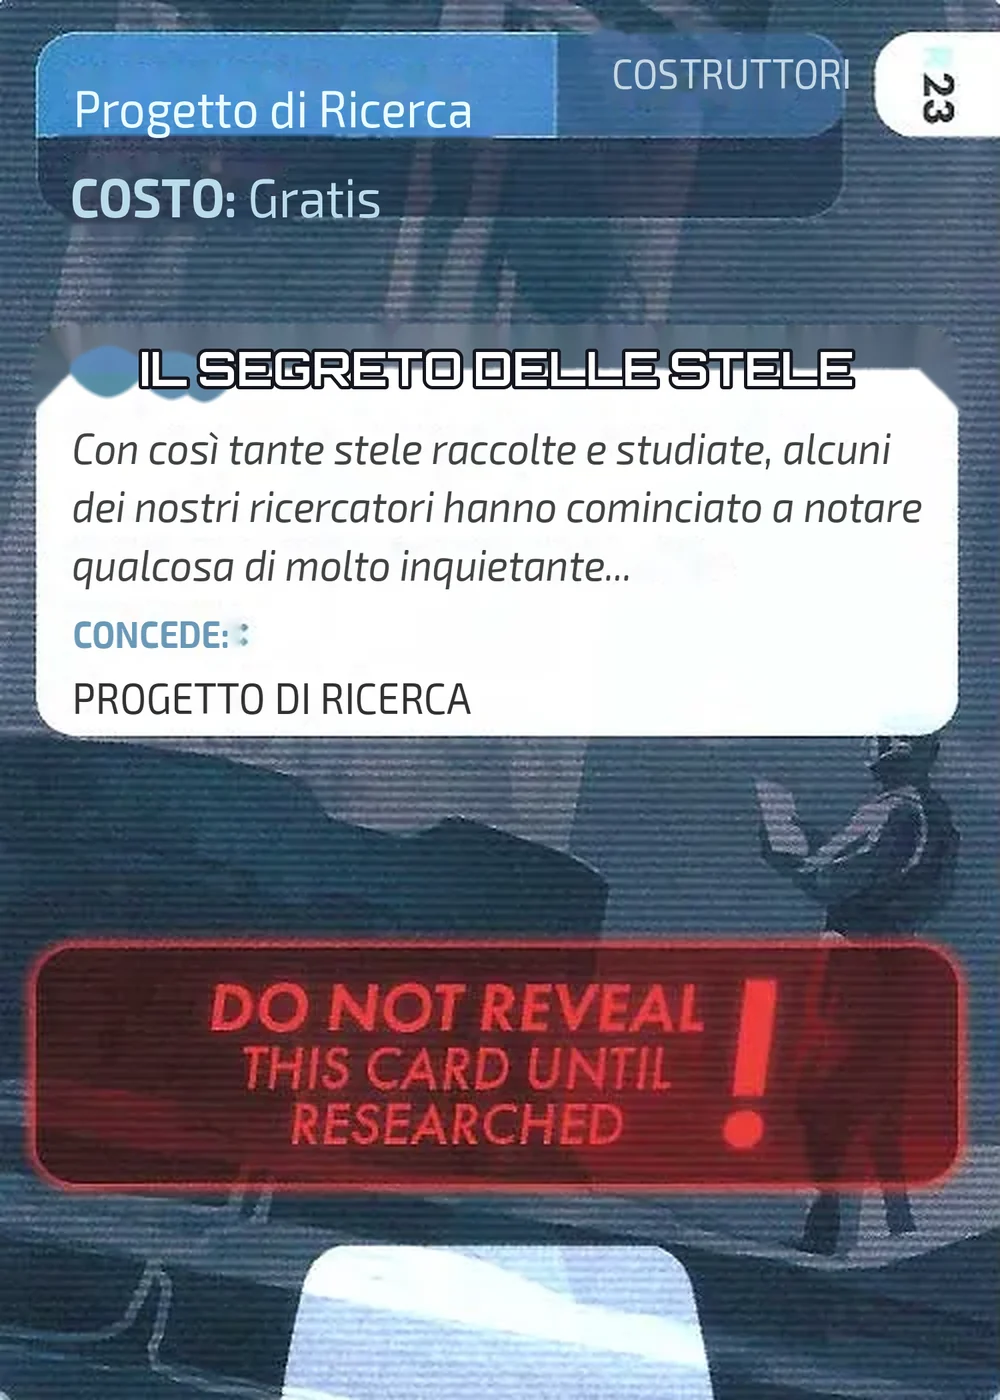 Progetto di Ricerca
COSTRUTTORI
23
COSTO: Gratis
IL SEGRETO DELLE STELE
Con così tante stele raccolte e studiate, alcuni
dei nostri ricercatori hanno cominciato a notare
qualcosa di molto inquietante...
CONCEDE:
PROGETTO DI RICERCA
DO NOT REVEAL
THIS CARD UNTIL
RESEARCHED
!